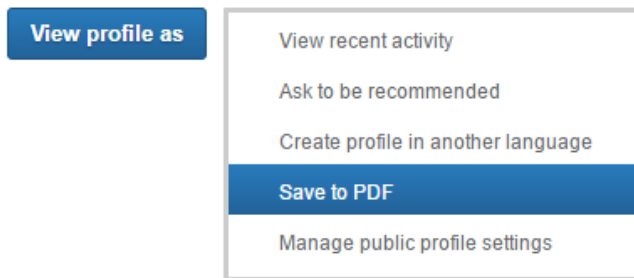 View profile as
View recent activity
Ask to be recommended
Create profile in another language
Save to PDF
Manage public profile settings